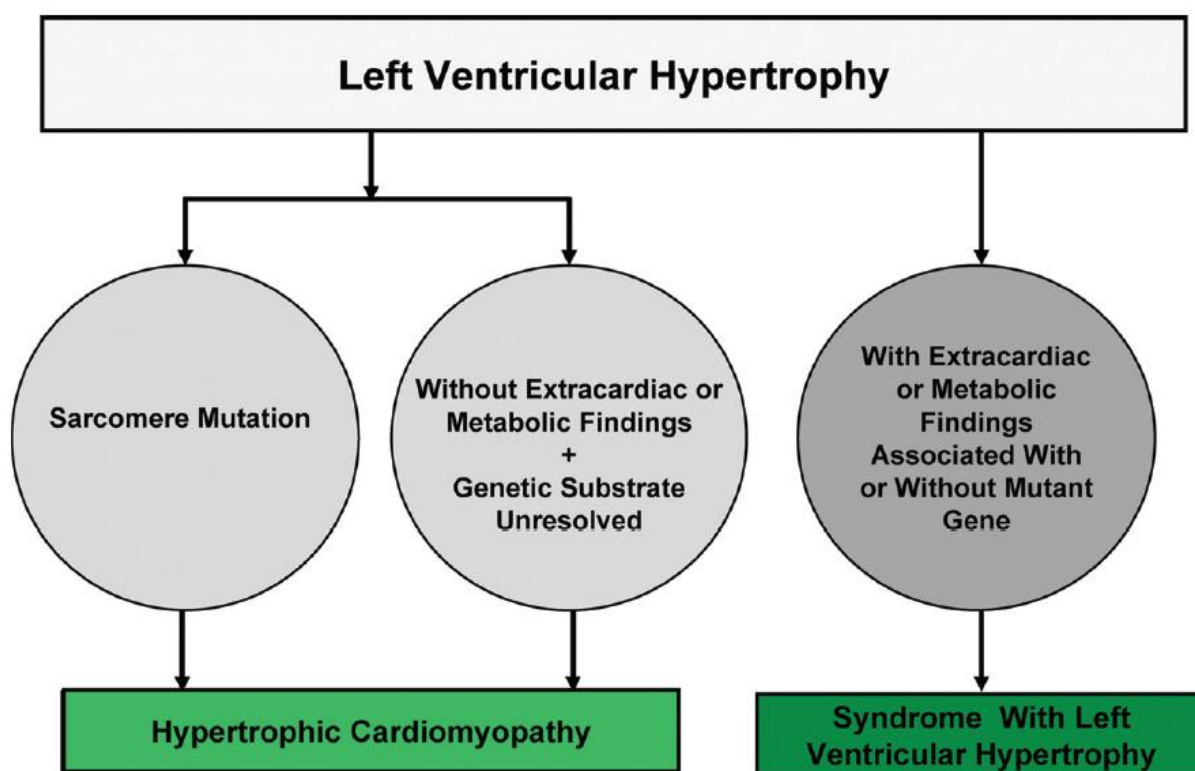 Left Ventricular Hypertrophy
Sarcomere Mutation
Without Extracardiac or
Metabolic Findings
+
Genetic Substrate
Unresolved
With Extracardiac
or Metabolic
Findings
Associated With
or Without Mutant
Gene
Hypertrophic Cardiomyopathy
Syndrome With Left
Ventricular Hypertrophy